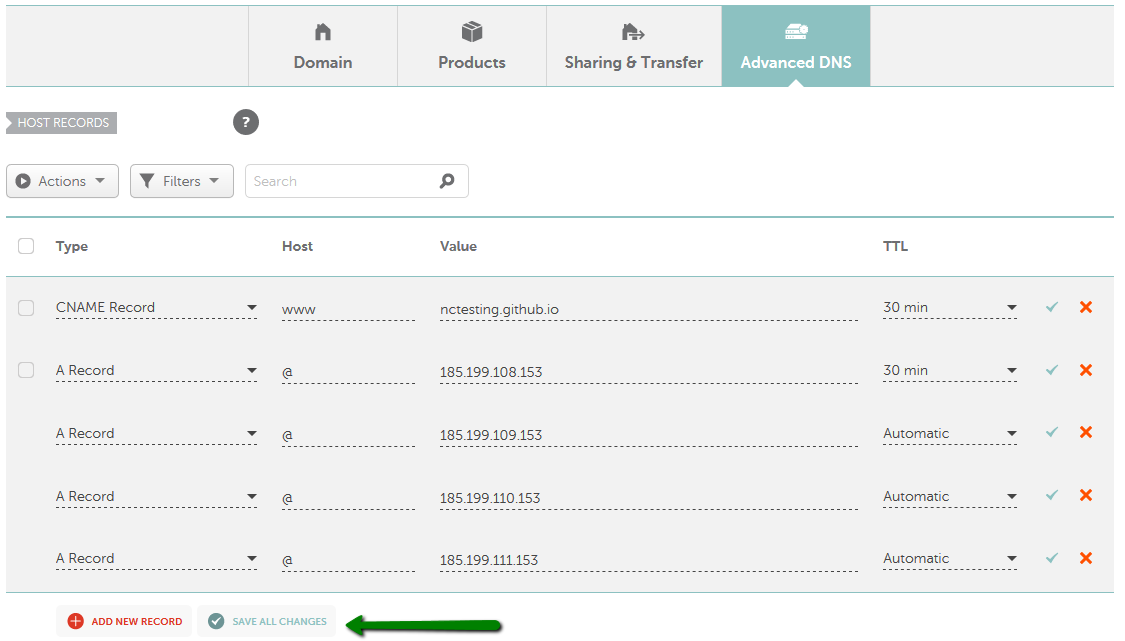 Domain Products Sharing & Transfer Advanced DNS
HOST RECORDS ?
Actions Filters Search
Type Host Value TTL
CNAME Record www nctesting.github.io 30 min
A Record @ 185.199.108.153 30 min
A Record @ 185.199.109.153 Automatic
A Record @ 185.199.110.153 Automatic
A Record @ 185.199.111.153 Automatic
ADD NEW RECORD SAVE ALL CHANGES